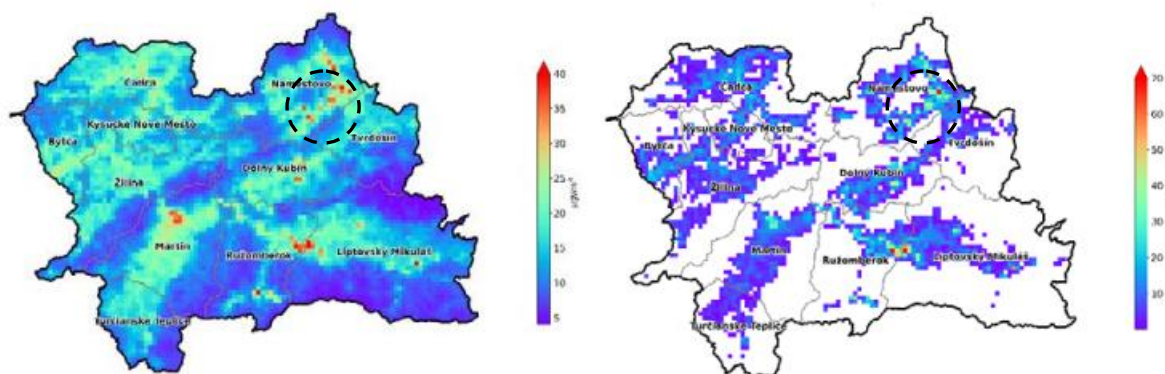 Čadca
Námestovo
Kysucké Nové Mesto
Bytča
Tvrdošín
Dolný Kubín
Žilina
Martin
Ružomberok
Liptovský Mikuláš
Turčianske Teplice
40
35
30
25
20
15
10
5
Čadca
Námestovo
Kysucké Nové Mesto
Bytča
Tvrdošín
Dolný Kubín
Žilina
Martin
Ružomberok
Liptovský Mikuláš
Turčianske Teplice
70
60
50
40
30
20
10